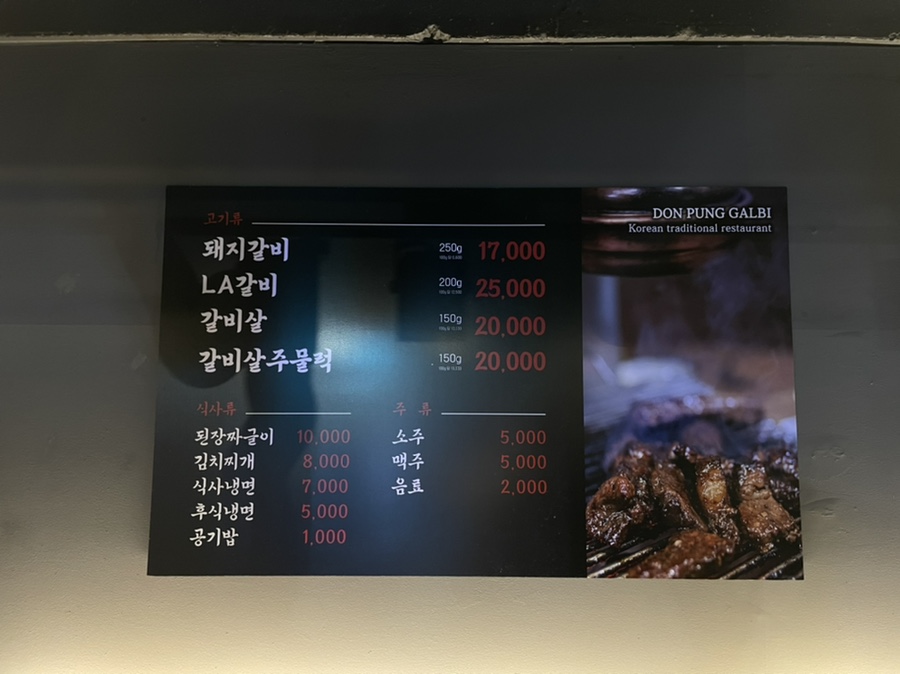 고기류
돼지갈비 250g 17,000
LA갈비 200g 25,000
갈비살 150g 20,000
갈비살주물럭 150g 20,000
식사류
된장짜글이 10,000
김치찌개 8,000
식사냉면 7,000
후식냉면 5,000
공기밥 1,000
주 류
소주 5,000
맥주 5,000
음료 2,000
DON PUNG GALBI
Korean traditional restaurant